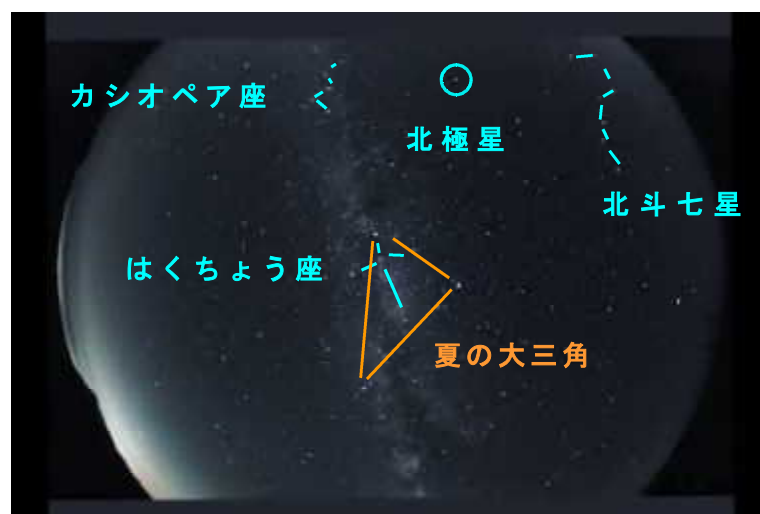 カシオペア座
北極星
北斗七星
はくちょう座
夏の大三角